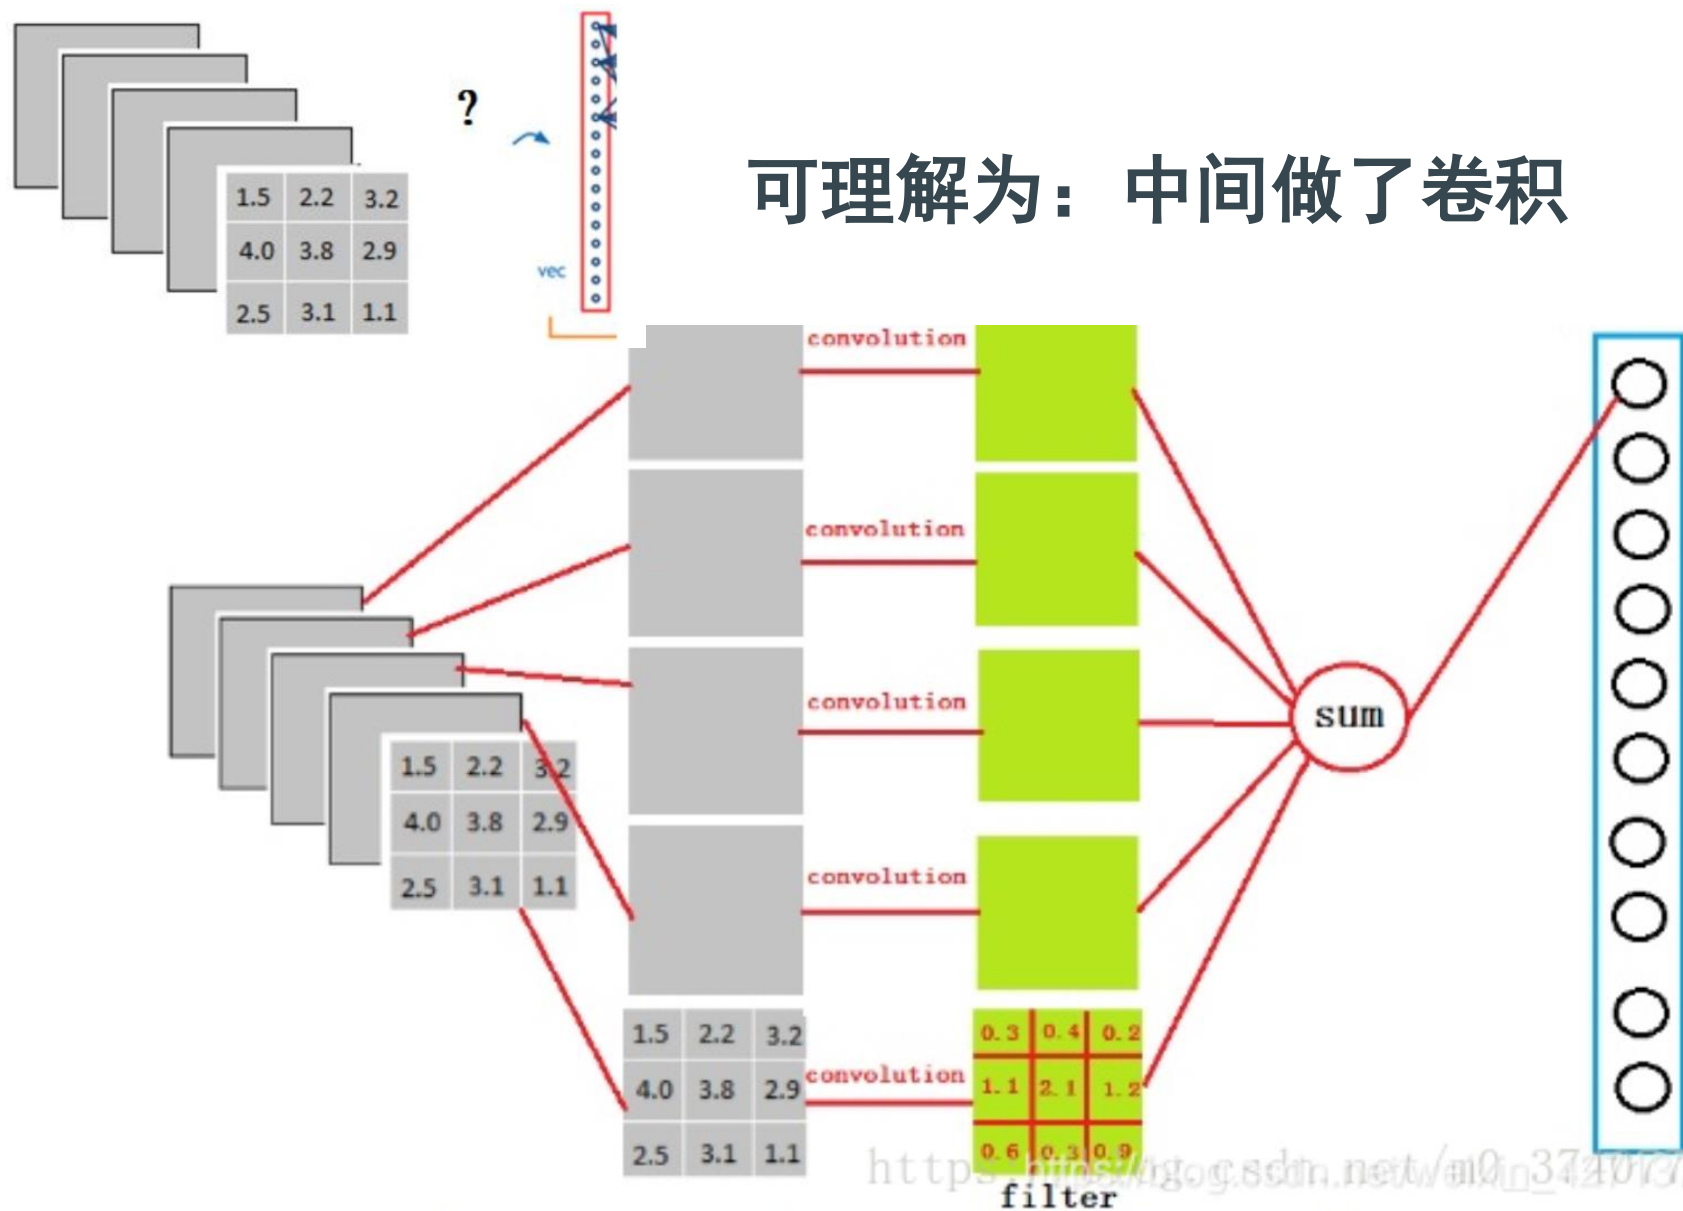 ?
可理解为：中间做了卷积
1.5 2.2 3.2
4.0 3.8 2.9
2.5 3.1 1.1
vec
convolution
convolution
convolution
convolution
convolution
1.5 2.2 3.2
4.0 3.8 2.9
2.5 3.1 1.1
sum
1.5 2.2 3.2
4.0 3.8 2.9
2.5 3.1 1.1
0.3 0.4 0.2
1.1 2.1 1.2
0.6 0.3 0.9
filter